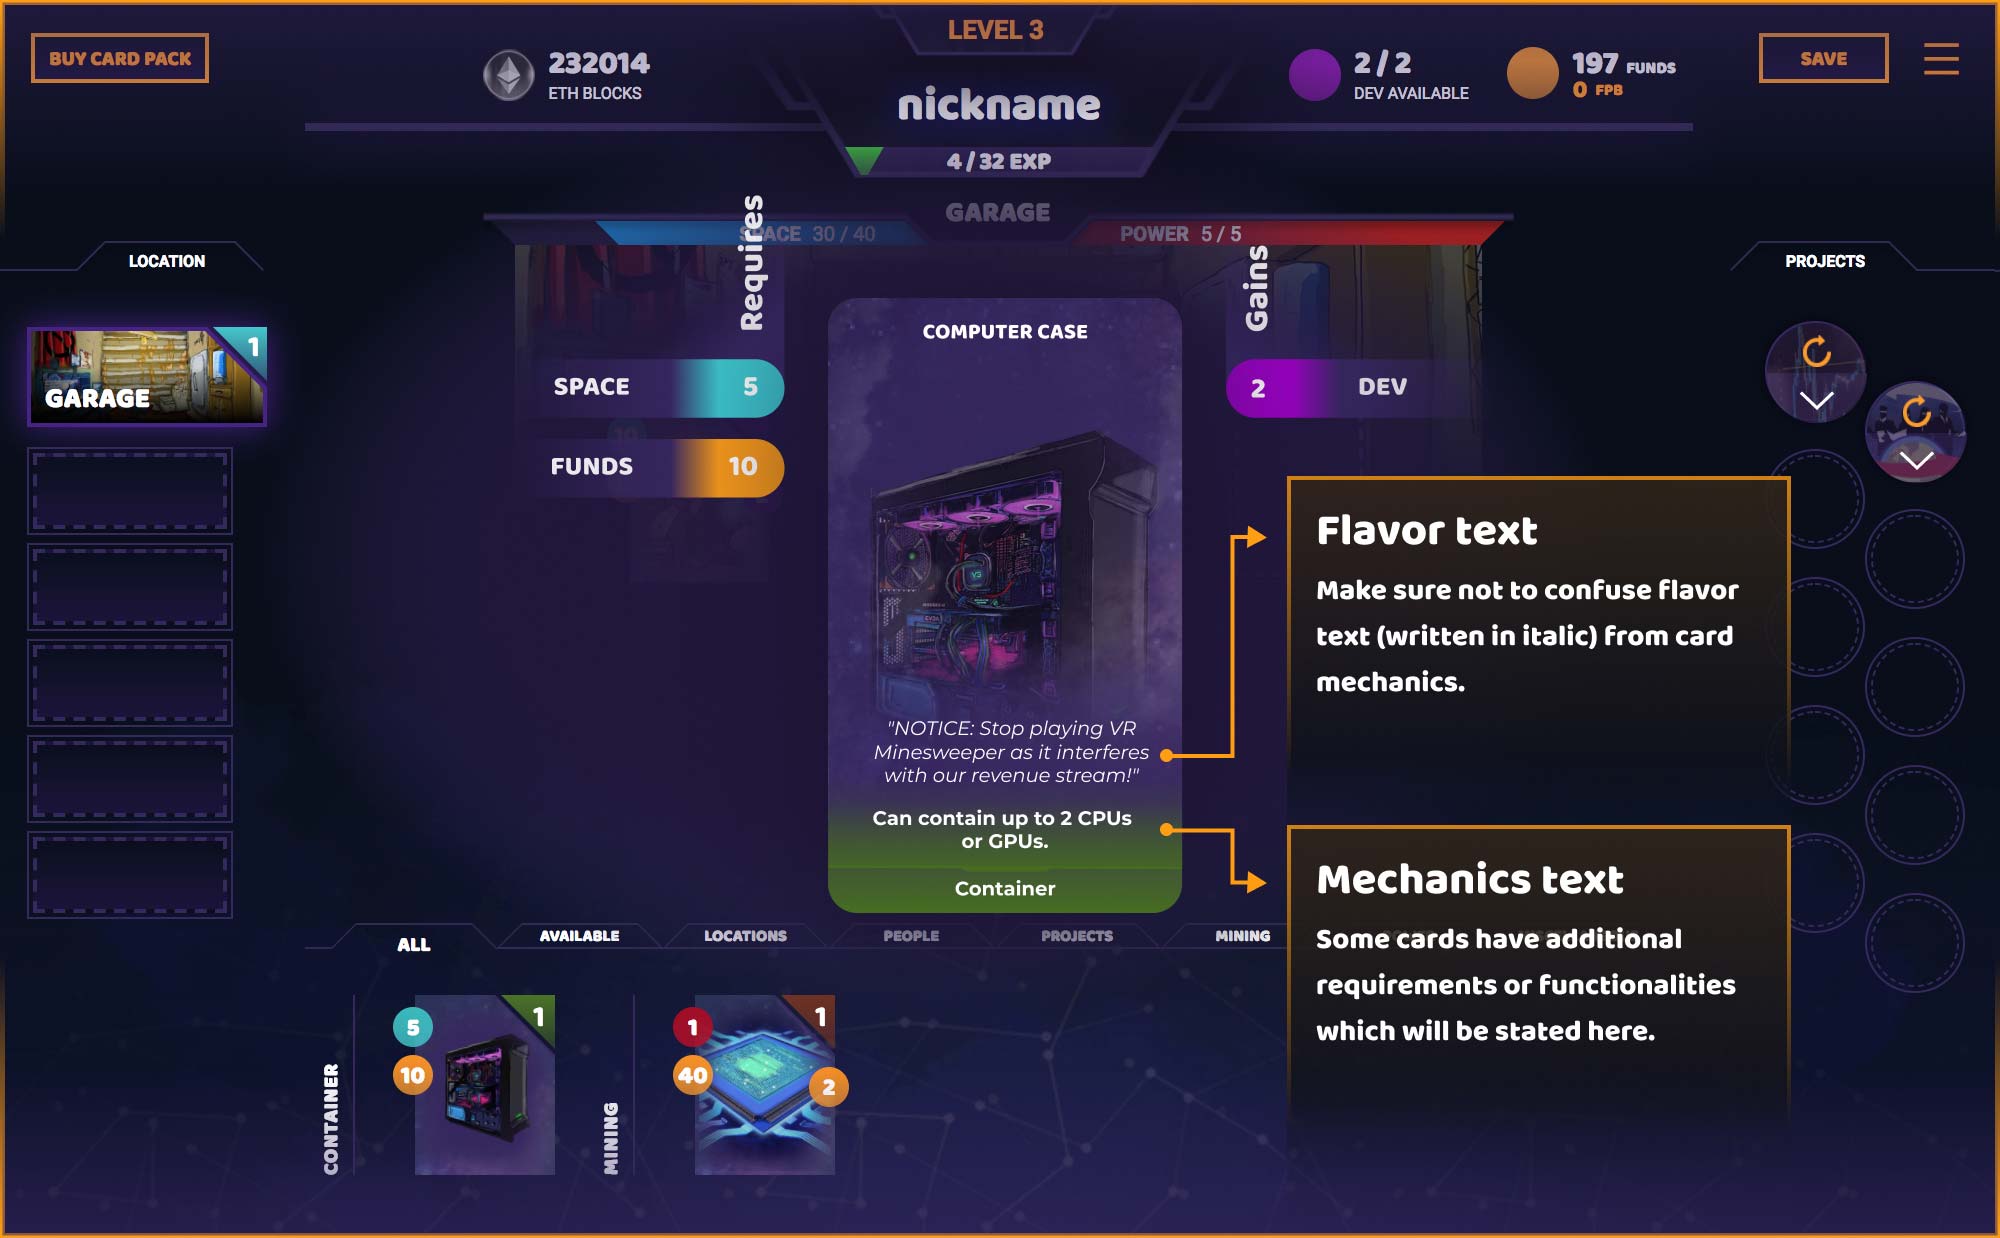 BUY CARD PACK
232014
ETH BLOCKS
LEVEL 3
nickname
4 / 32 EXP
2 / 2
DEV AVAILABLE
197 FUNDS
0 FPB
SAVE
GARAGE
SPACE 30 / 40
POWER 5 / 5
LOCATION
1
GARAGE
PROJECTS
Requires
SPACE 5
FUNDS 10
Gains
2 DEV
COMPUTER CASE
"NOTICE: Stop playing VR
Minesweeper as it interferes
with our revenue stream!"
Can contain up to 2 CPUs
or GPUs.
Container
Flavor text
Make sure not to confuse flavor
text (written in italic) from card
mechanics.
Mechanics text
Some cards have additional
requirements or functionalities
which will be stated here.
ALL
AVAILABLE
LOCATIONS
PEOPLE
PROJECTS
MINING
CONTAINER
5
10
1
MINING
1
40
1
2